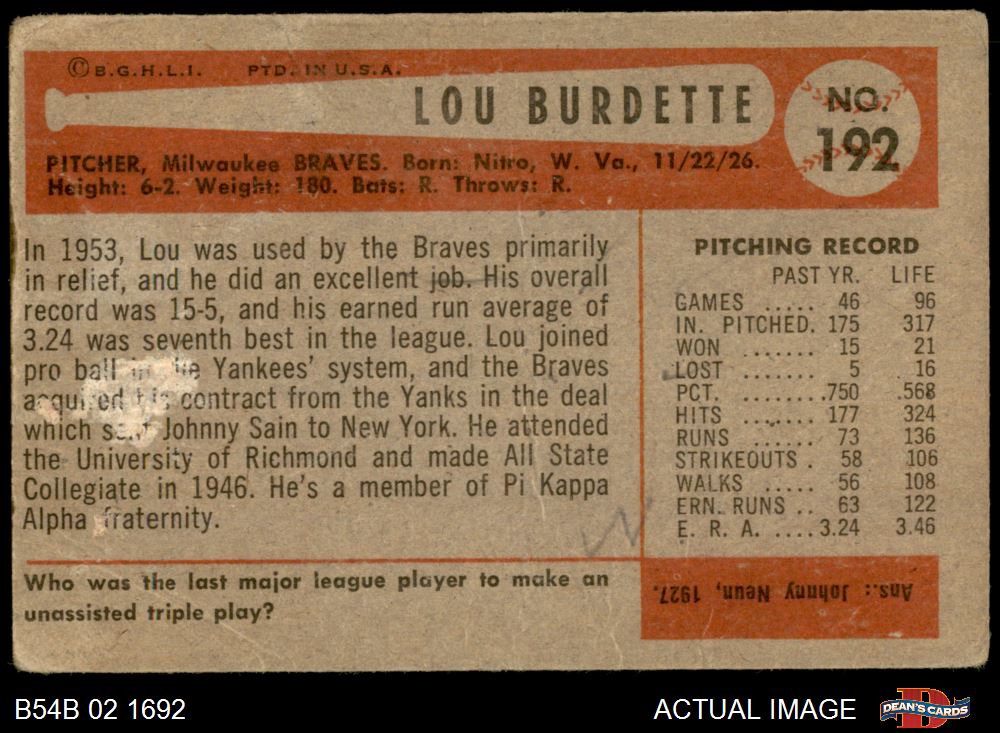 © B.G.H.L.I. PTD. IN U.S.A.
LOU BURDETTE
NO.
192
PITCHER, Milwaukee BRAVES. Born: Nitro, W. Va., 11/22/26.
Height: 6-2. Weight: 180. Bats: R. Throws: R.
In 1953, Lou was used by the Braves primarily
in relief, and he did an excellent job. His overall
record was 15-5, and his earned run average of
3.24 was seventh best in the league. Lou joined
pro ball Yankees' system, and the Braves
acquired his contract from the Yanks in the deal
which sent Johnny Sain to New York. He attended
the University of Richmond and made All State
Collegiate in 1946. He's a member of Pi Kappa
Alpha fraternity.
Who was the last major league player to make an
unassisted triple play?
PITCHING RECORD
PAST YR. LIFE
GAMES ..... 46 96
IN. PITCHED. 175 317
WON ....... 15 21
LOST ....... 5 16
PCT. ........750 .568
HITS ....... 177 324
RUNS ...... 73 136
STRIKEOUTS . 58 106
WALKS ..... 56 108
ERN. RUNS .. 63 122
E. R. A. ....3.24 3.46
Ans.: Johnny Neun, 1927.
B54B 02 1692
ACTUAL IMAGE
D
DEAN'S CARDS